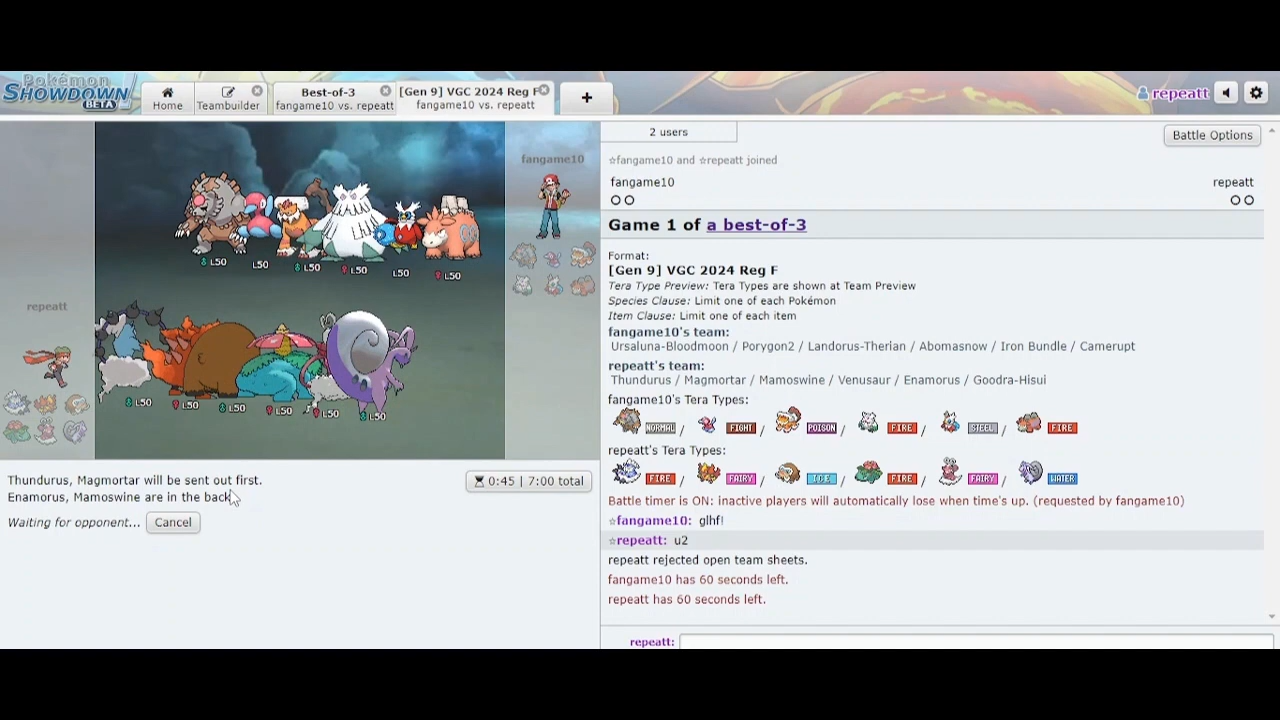 Pokémon
SHOWDOWN
BETA
Home
Teambuilder
Best-of-3
fangame10 vs. repeatt
[Gen 9] VGC 2024 Reg F
fangame10 vs. repeatt
+
repeatt
fangame10
L50 L50 L50 L50 L50 L50
repeatt
L50 L50 L50 L50 L50 L50
Thundurus, Magmortar will be sent out first.
Enamorus, Mamoswine are in the back.
0:45 | 7:00 total
Waiting for opponent... Cancel
2 users
Battle Options
☆fangame10 and ☆repeatt joined
fangame10 repeatt
Game 1 of a best-of-3
Format:
[Gen 9] VGC 2024 Reg F
Tera Type Preview: Tera Types are shown at Team Preview
Species Clause: Limit one of each Pokémon
Item Clause: Limit one of each item
fangame10's team:
Ursaluna-Bloodmoon / Porygon2 / Landorus-Therian / Abomasnow / Iron Bundle / Camerupt
repeatt's team:
Thundurus / Magmortar / Mamoswine / Venusaur / Enamorus / Goodra-Hisui
fangame10's Tera Types:
NORMAL / FIGHT / POISON / FIRE / STEEL / FIRE
repeatt's Tera Types:
FIRE / FAIRY / ICE / FIRE / FAIRY / WATER
Battle timer is ON: inactive players will automatically lose when time's up. (requested by fangame10)
☆fangame10: glhf!
☆repeatt: u2
repeatt rejected open team sheets.
fangame10 has 60 seconds left.
repeatt has 60 seconds left.
repeatt: